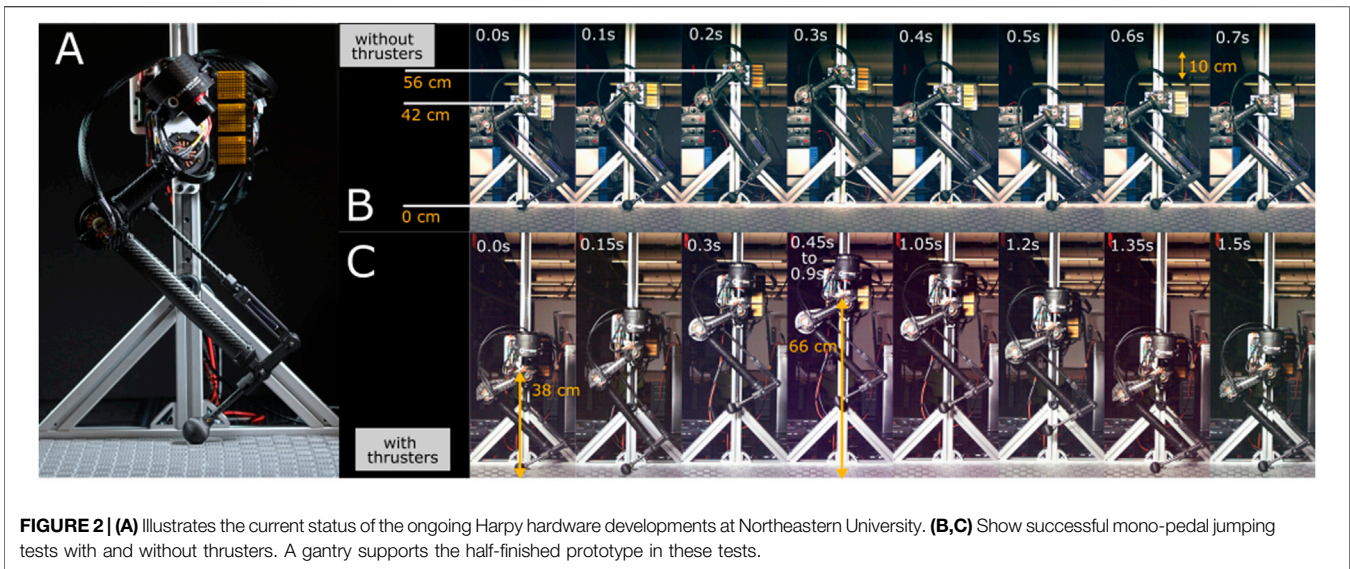 A
without
thrusters
56 cm
42 cm
B
0 cm
0.0s
0.1s
0.2s
0.3s
0.4s
0.5s
0.6s
0.7s
10 cm
C
with
thrusters
0.0s
0.15s
0.3s
0.45s
to
0.9s
1.05s
1.2s
1.35s
1.5s
38 cm
66 cm
FIGURE 2 | (A) Illustrates the current status of the ongoing Harpy hardware developments at Northeastern University. (B,C) Show successful mono-pedal jumping
tests with and without thrusters. A gantry supports the half-finished prototype in these tests.